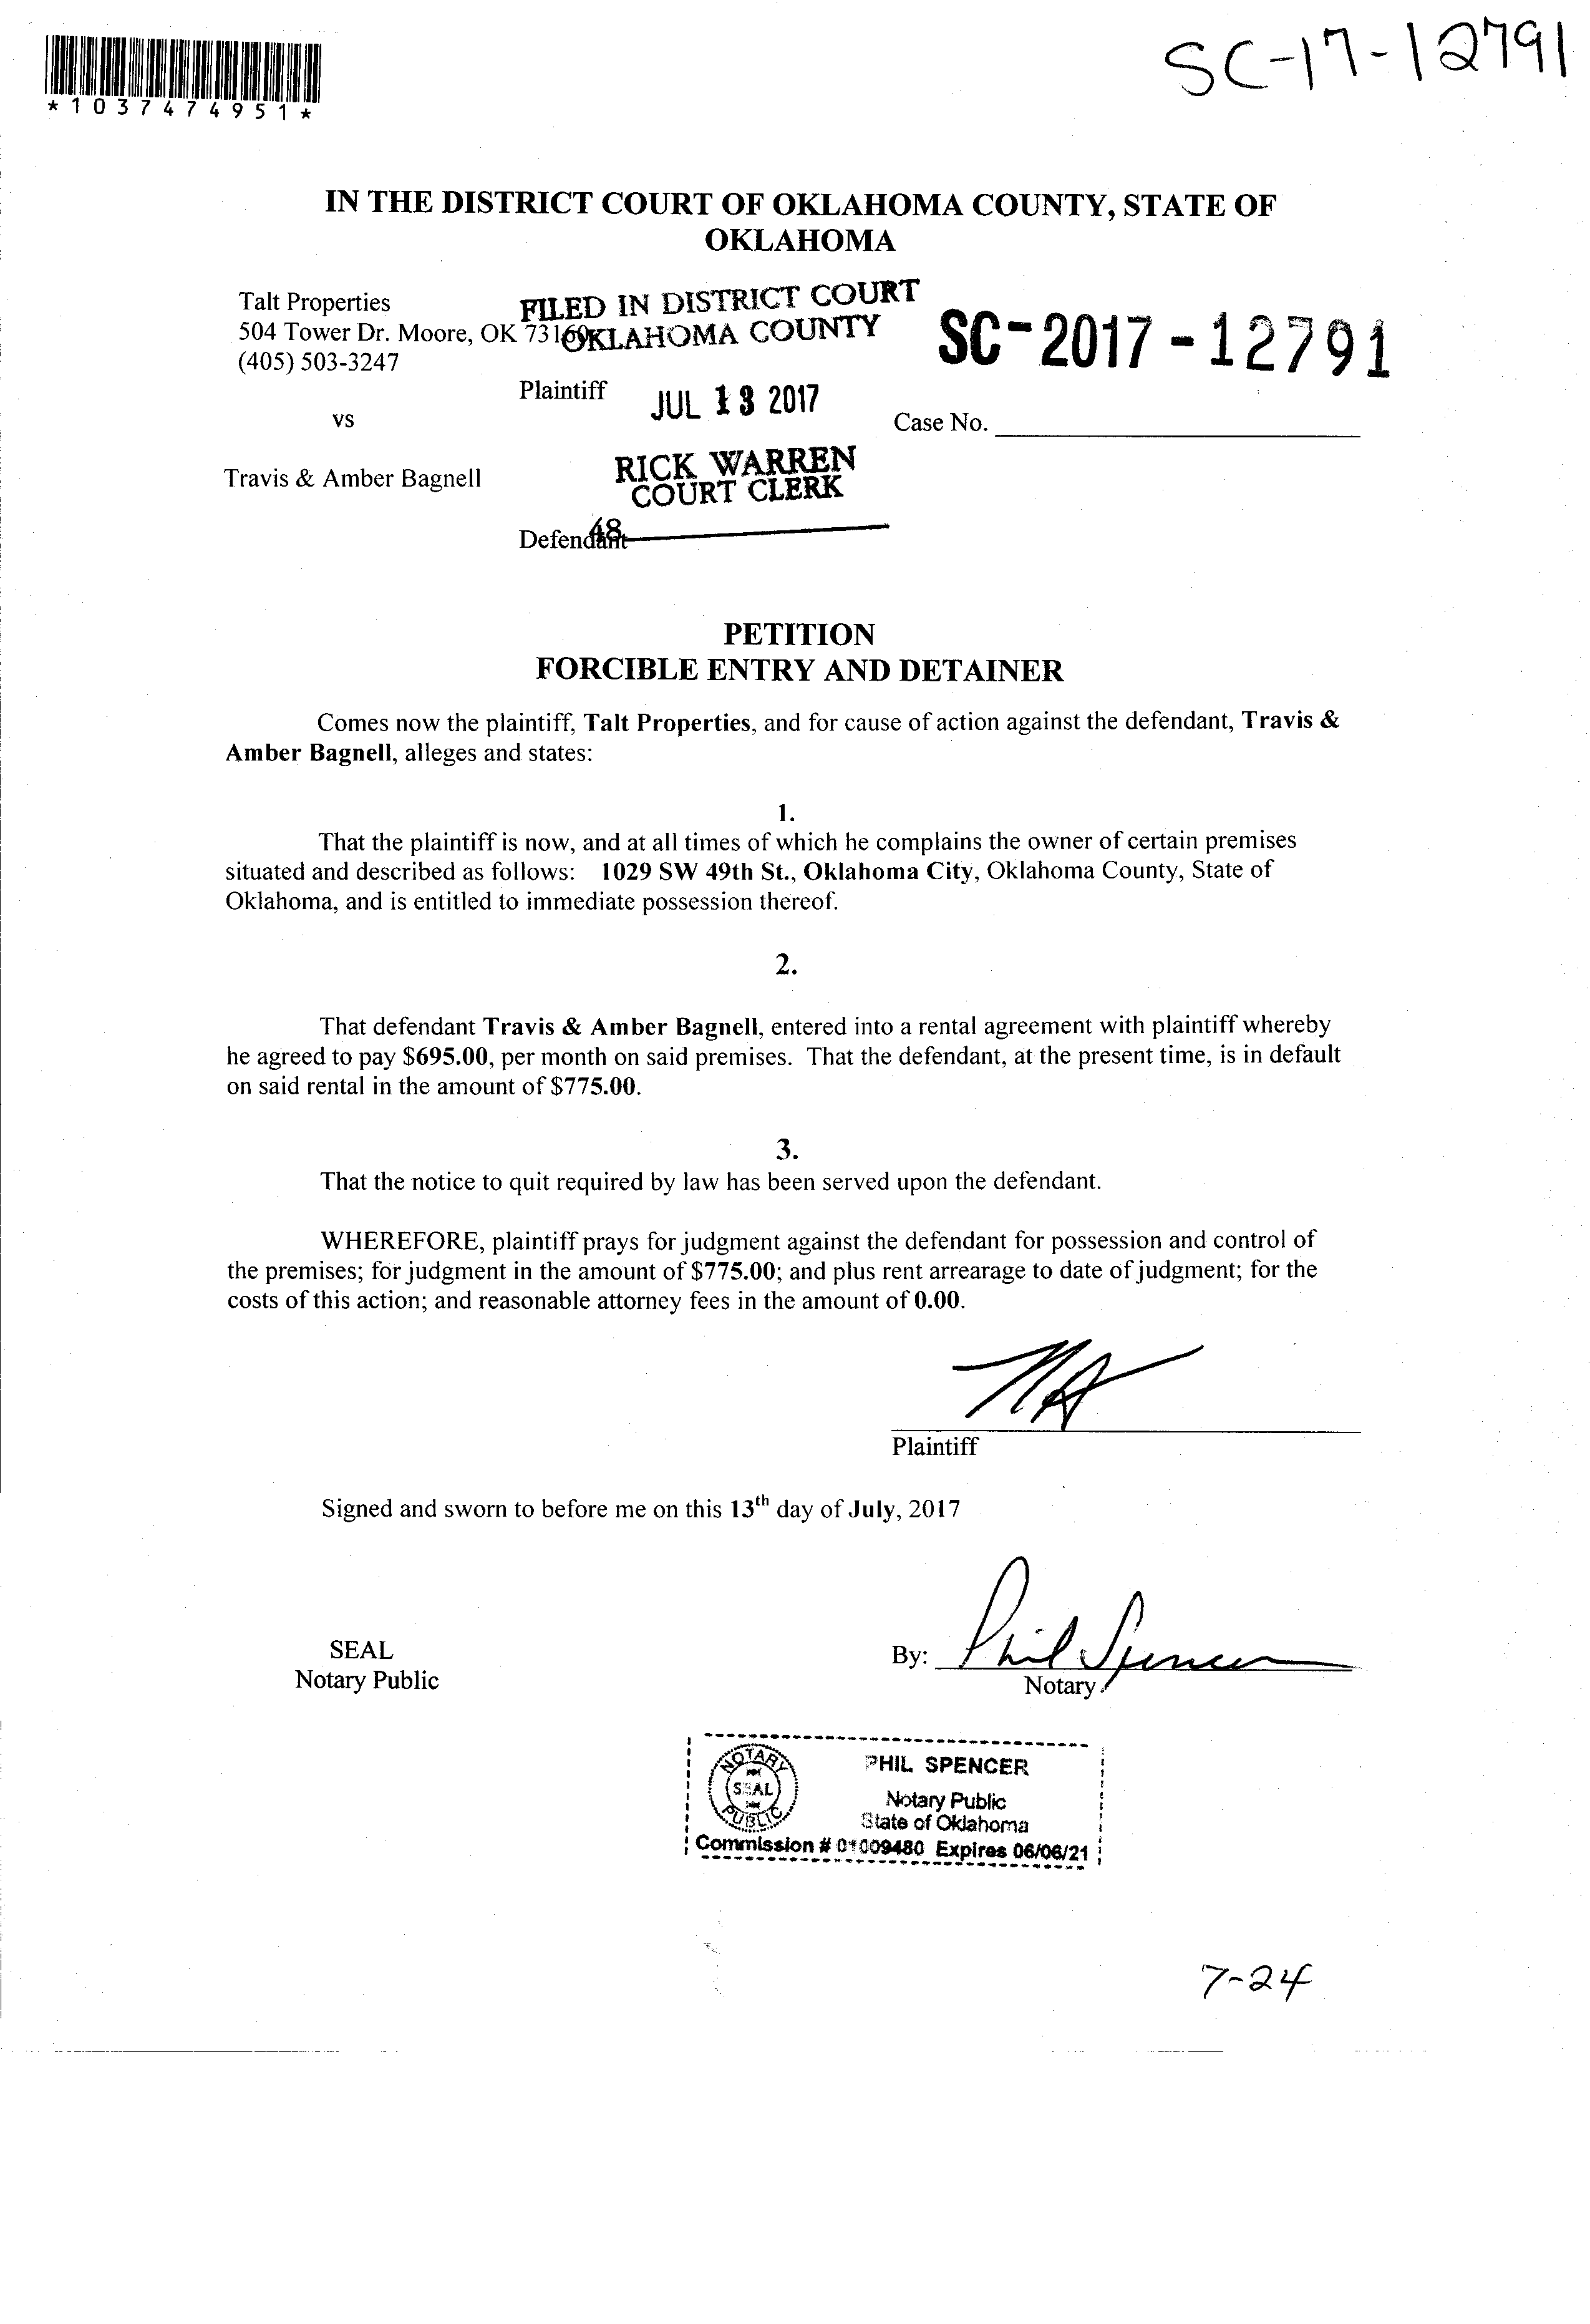 SC-17-12791
*1037474951*
IN THE DISTRICT COURT OF OKLAHOMA COUNTY, STATE OF
OKLAHOMA
Talt Properties
504 Tower Dr. Moore, OK 73160
(405) 503-3247
FILED IN DISTRICT COURT
OKLAHOMA COUNTY
SC-2017-12791
Plaintiff
JUL 13 2017
vs
Case No.
RICK WARREN
COURT CLERK
Travis & Amber Bagnell
48
Defendant
PETITION
FORCIBLE ENTRY AND DETAINER
Comes now the plaintiff, Talt Properties, and for cause of action against the defendant, Travis &
Amber Bagnell, alleges and states:
1.
That the plaintiff is now, and at all times of which he complains the owner of certain premises
situated and described as follows: 1029 SW 49th St., Oklahoma City, Oklahoma County, State of
Oklahoma, and is entitled to immediate possession thereof.
2.
That defendant Travis & Amber Bagnell, entered into a rental agreement with plaintiff whereby
he agreed to pay $695.00, per month on said premises. That the defendant, at the present time, is in default
on said rental in the amount of $775.00.
3.
That the notice to quit required by law has been served upon the defendant.
WHEREFORE, plaintiff prays for judgment against the defendant for possession and control of
the premises; for judgment in the amount of $775.00; and plus rent arrearage to date of judgment; for the
costs of this action; and reasonable attorney fees in the amount of 0.00.
Plaintiff
Signed and sworn to before me on this 13th day of July, 2017
SEAL
Notary Public
By: Phil Spencer
Notary
NOTARY
SEAL
PUBLIC
PHIL SPENCER
Notary Public
State of Oklahoma
Commission # 01009480 Expires 06/06/21
7-24